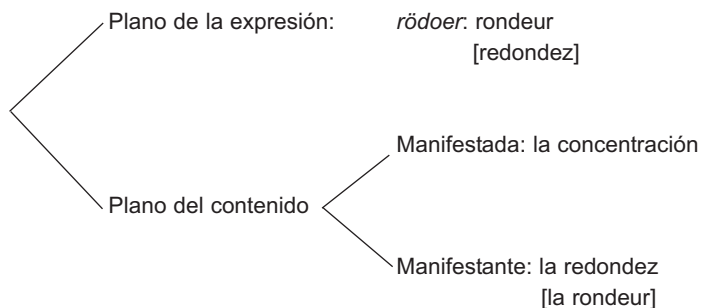 Plano de la expresión: rödoer: rondeur
[redondez]
Manifestada: la concentración
Plano del contenido
Manifestante: la redondez
[la rondeur]